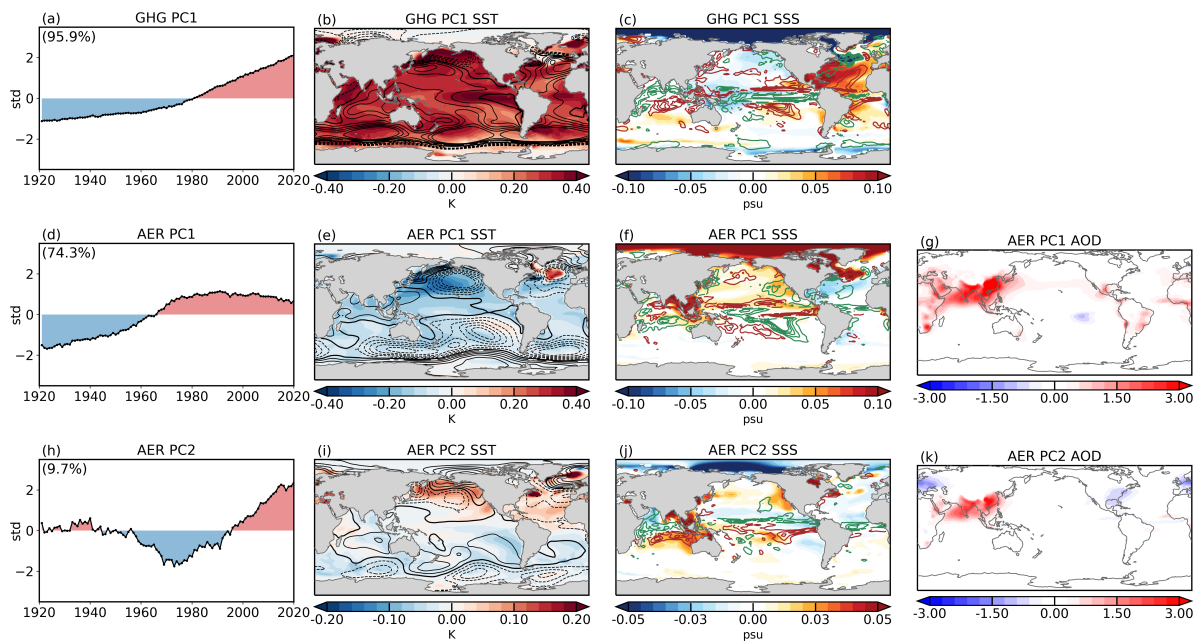 (a) GHG PC1
(95.9%)
std
2
0
−2
1921 1940 1960 1980 2000 2020
(b) GHG PC1 SST
-0.40 -0.20 0.00 0.20 0.40
K
(c) GHG PC1 SSS
-0.10 -0.05 0.00 0.05 0.10
psu
(d) AER PC1
(74.3%)
std
2
0
−2
1921 1940 1960 1980 2000 2020
(e) AER PC1 SST
-0.40 -0.20 0.00 0.20 0.40
K
(f) AER PC1 SSS
-0.10 -0.05 0.00 0.05 0.10
psu
(g) AER PC1 AOD
-3.00 -1.50 0.00 1.50 3.00
(h) AER PC2
(9.7%)
std
2
0
−2
1921 1940 1960 1980 2000 2020
(i) AER PC2 SST
-0.20 -0.10 0.00 0.10 0.20
K
(j) AER PC2 SSS
-0.05 -0.03 0.00 0.03 0.05
psu
(k) AER PC2 AOD
-3.00 -1.50 0.00 1.50 3.00